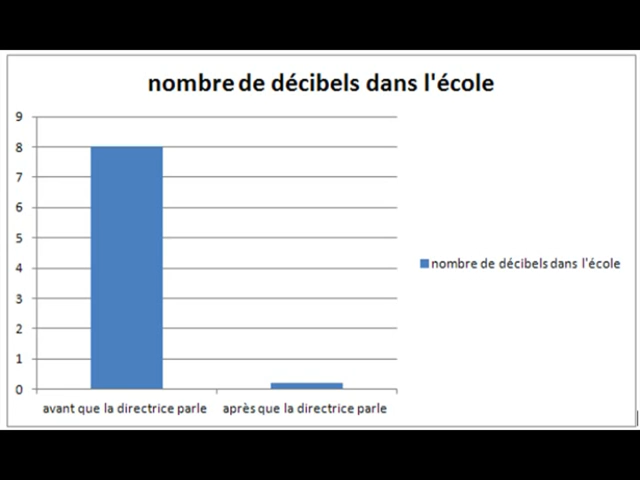 nombre de décibels dans l'école
9
8
7
6
5
4
3
2
1
0
avant que la directrice parle
après que la directrice parle
nombre de décibels dans l'école